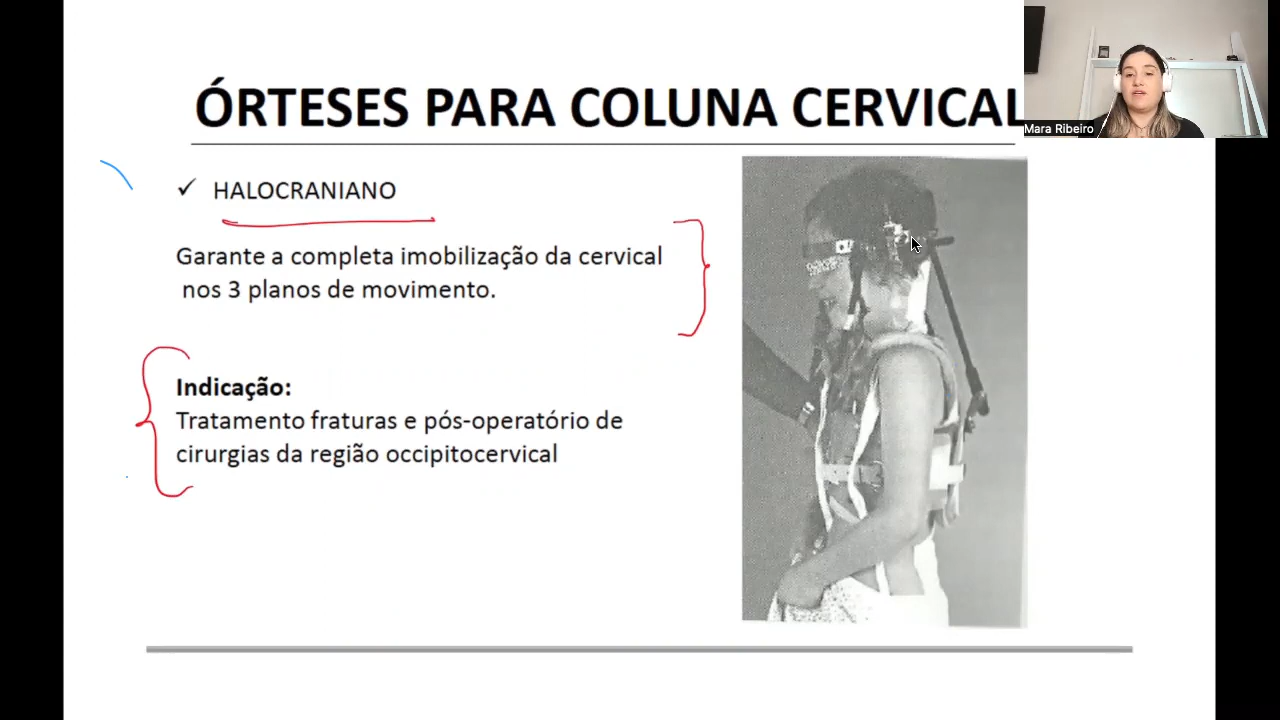 ÓRTESES PARA COLUNA CERVICAL
Mara Ribeiro
✓ HALOCRANIANO
Garante a completa imobilização da cervical
nos 3 planos de movimento.
Indicação:
Tratamento fraturas e pós-operatório de
cirurgias da região occipitocervical